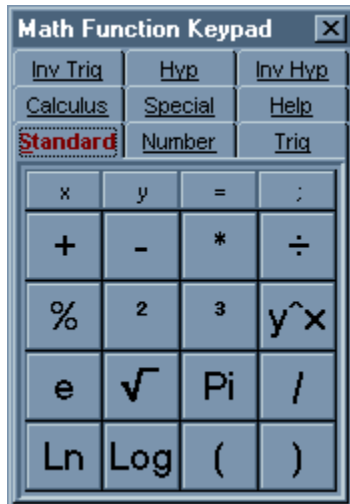 Math Function Keypad
Inv Trig Hyp Inv Hyp
Calculus Special Help
Standard Number Trig
x y = ;
+ - * ÷
% ² ³ y^x
e √ Pi /
Ln Log ( )